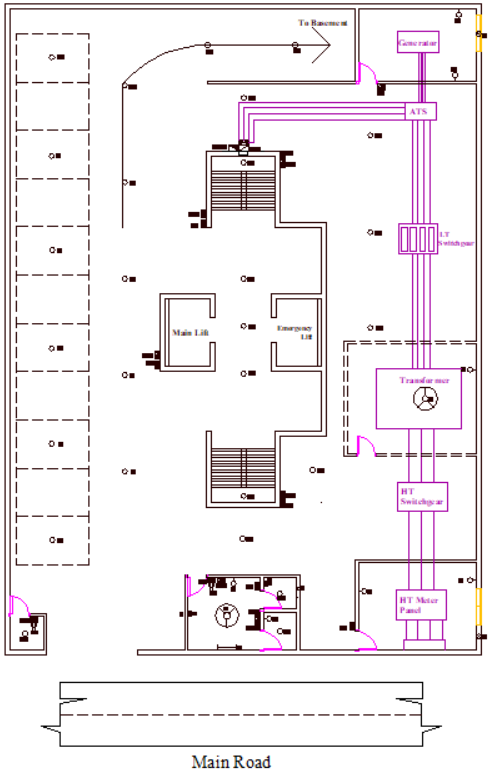 To Basement
Generator
ATS
LT
Switchgear
Main Lift
Emergency
Lift
Transformer
HT
Switchgear
HT Meter
Panel
Main Road